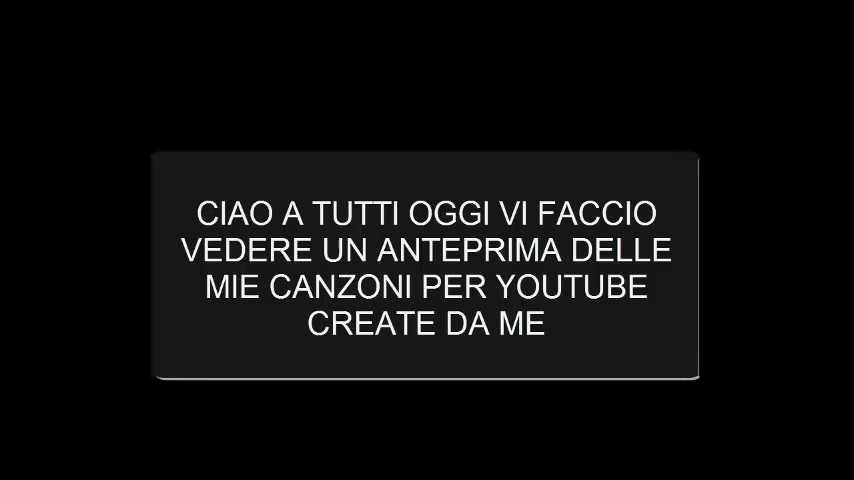 CIAO A TUTTI OGGI VI FACCIO
VEDERE UN ANTEPRIMA DELLE
MIE CANZONI PER YOUTUBE
CREATE DA ME